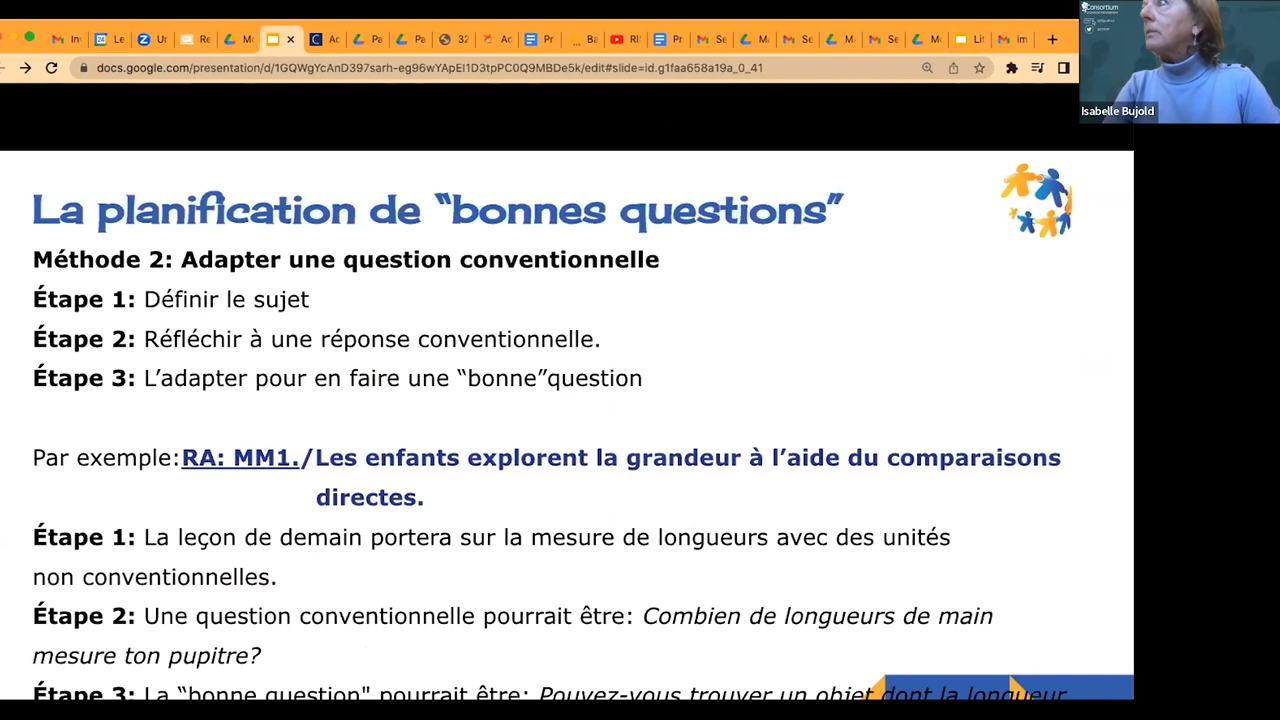 docs.google.com/presentation/d/1GQWgYcAnD397sarh-eg96wYApEl1D3tpPC0Q9MBDe5k/edit#slide=id.g1faa658a19a_0_41
Consortium
Isabelle Bujold
La planification de “bonnes questions”
Méthode 2: Adapter une question conventionnelle
Étape 1: Définir le sujet
Étape 2: Réfléchir à une réponse conventionnelle.
Étape 3: L’adapter pour en faire une “bonne”question
Par exemple:RA: MM1./Les enfants explorent la grandeur à l’aide du comparaisons
directes.
Étape 1: La leçon de demain portera sur la mesure de longueurs avec des unités
non conventionnelles.
Étape 2: Une question conventionnelle pourrait être: Combien de longueurs de main
mesure ton pupitre?
Étape 3: La “bonne question" pourrait être: Pouvez-vous trouver un objet dont la longueur